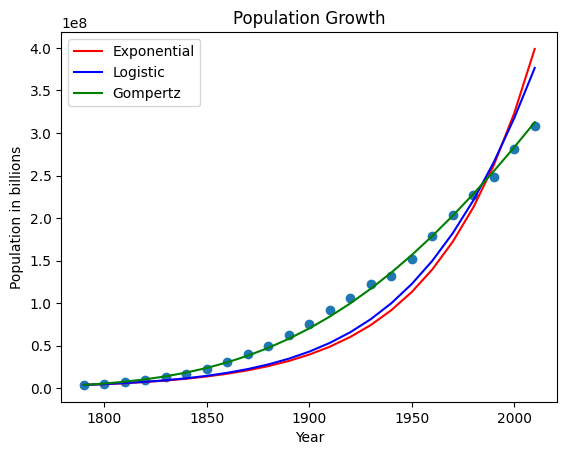 Population Growth
1e8
Exponential
Logistic
Gompertz
4.0
3.5
3.0
2.5
2.0
1.5
1.0
0.5
0.0
Population in billions
1800
1850
1900
1950
2000
Year